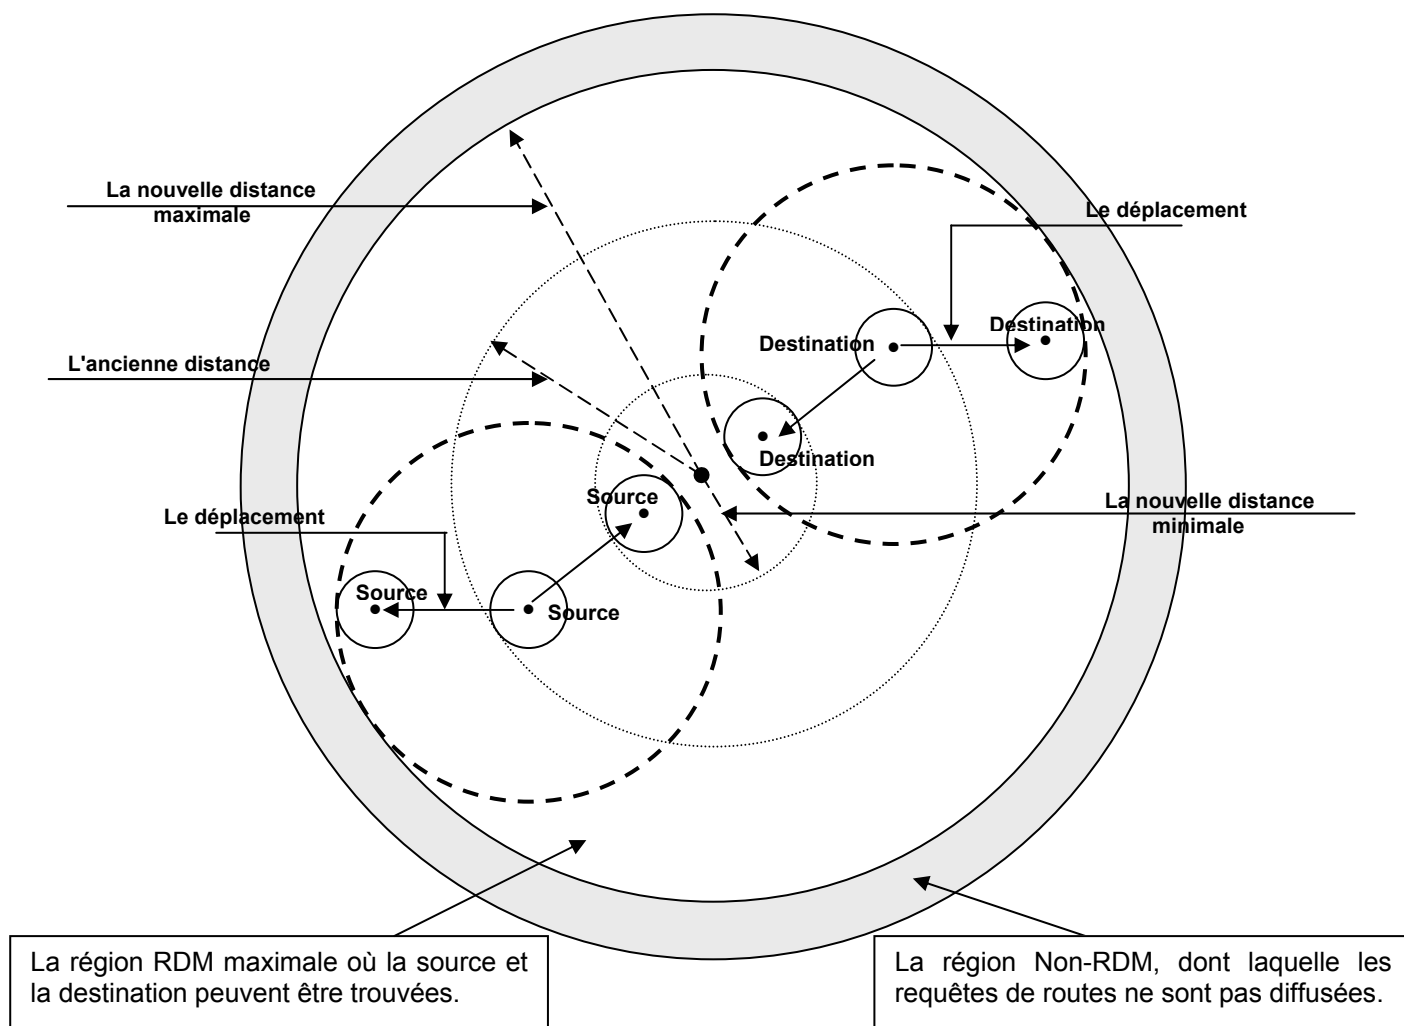 La nouvelle distance
maximale
Le déplacement
Destination
Destination
L'ancienne distance
Destination
Source
La nouvelle distance
minimale
Le déplacement
Source
Source
La région RDM maximale où la source et
la destination peuvent être trouvées.
La région Non-RDM, dont laquelle les
requêtes de routes ne sont pas diffusées.